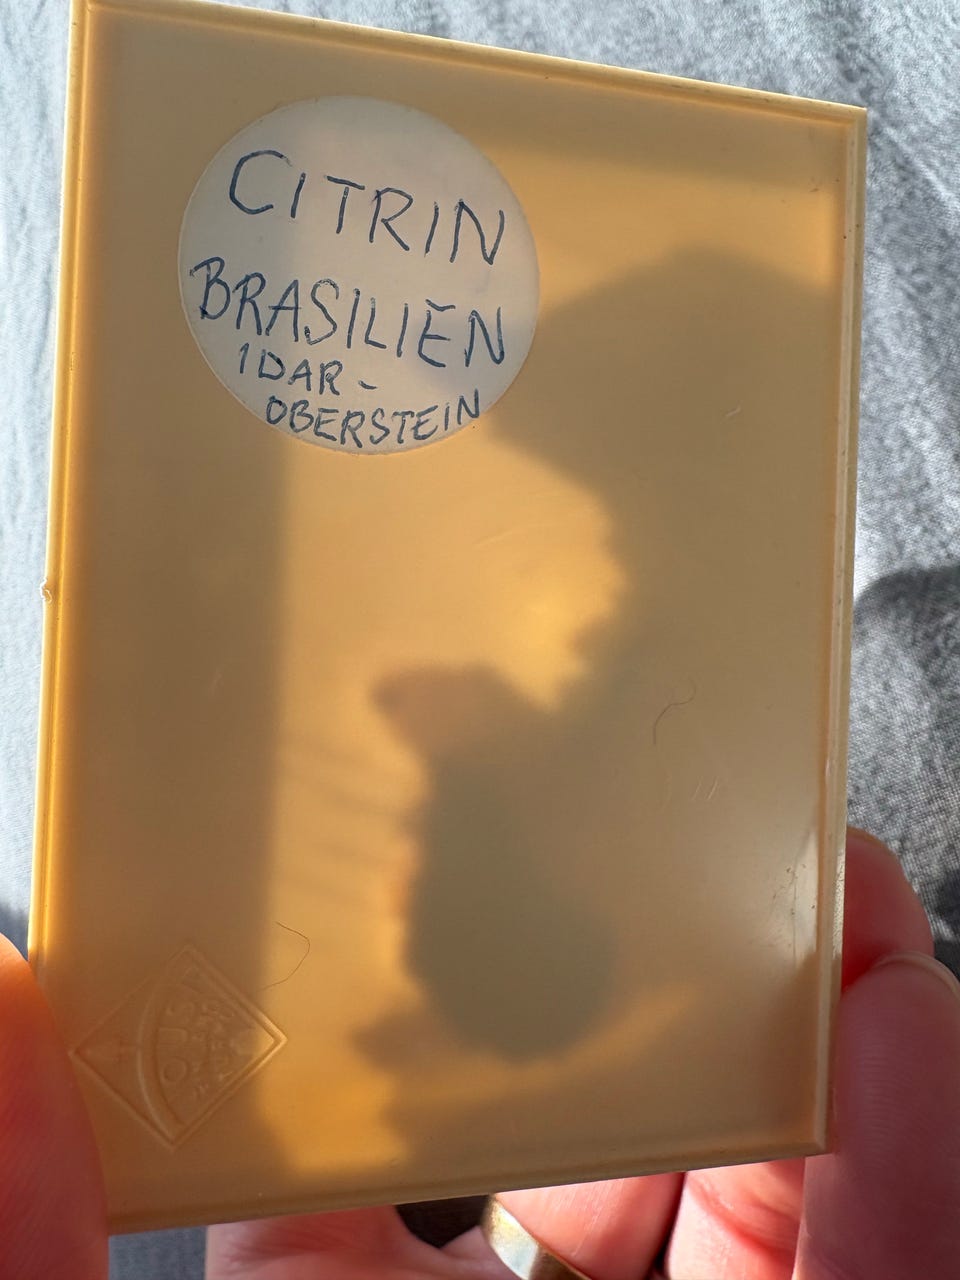 CITRIN
BRASILIEN
IDAR-
OBERSTEIN